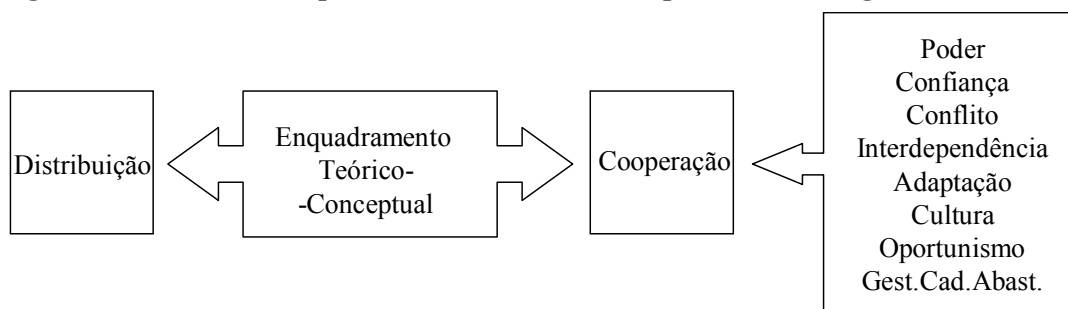 Distribuição
Enquadramento
Teórico-
-Conceptual
Cooperação
Poder
Confiança
Conflito
Interdependência
Adaptação
Cultura
Oportunismo
Gest.Cad.Abast.